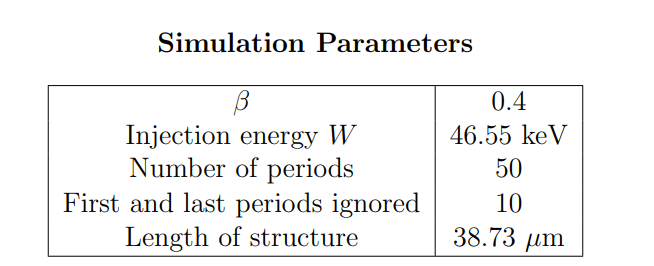 Simulation Parameters
β 0.4
Injection energy W 46.55 keV
Number of periods 50
First and last periods ignored 10
Length of structure 38.73 μm